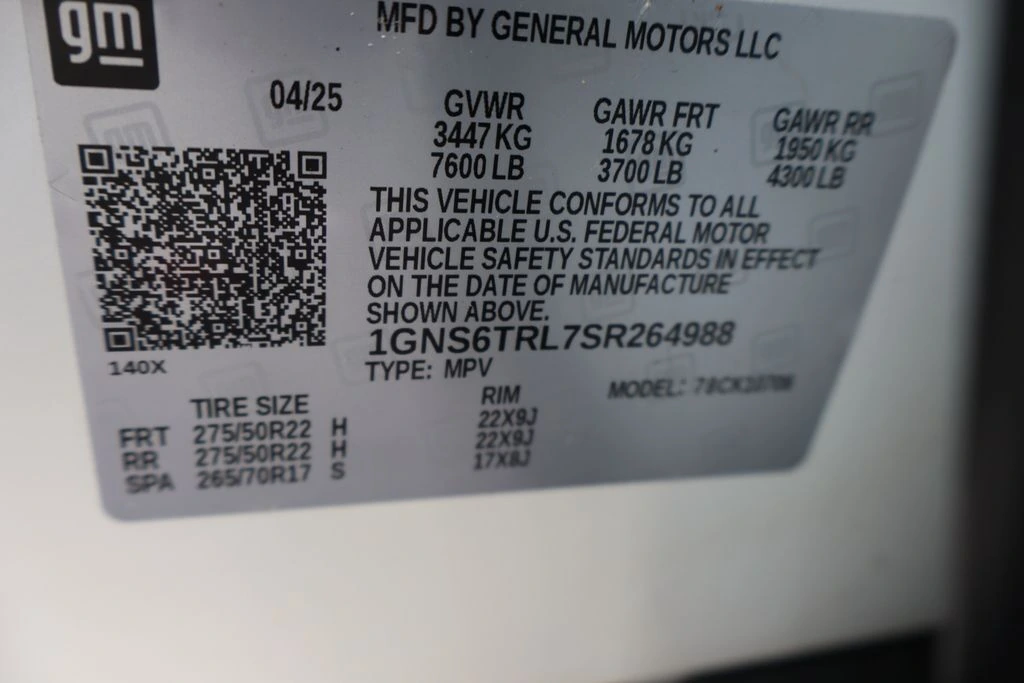 gm
MFD BY GENERAL MOTORS LLC
04/25
GVWR GAWR FRT GAWR RR
3447 KG 1678 KG 1950 KG
7600 LB 3700 LB 4300 LB
THIS VEHICLE CONFORMS TO ALL
APPLICABLE U.S. FEDERAL MOTOR
VEHICLE SAFETY STANDARDS IN EFFECT
ON THE DATE OF MANUFACTURE
SHOWN ABOVE.
1GNS6TRL7SR264988
140X
TYPE: MPV
MODEL:
TIRE SIZE RIM
FRT 275/50R22 H 22X9J
RR 275/50R22 H 22X9J
SPA 265/70R17 S 17X8J